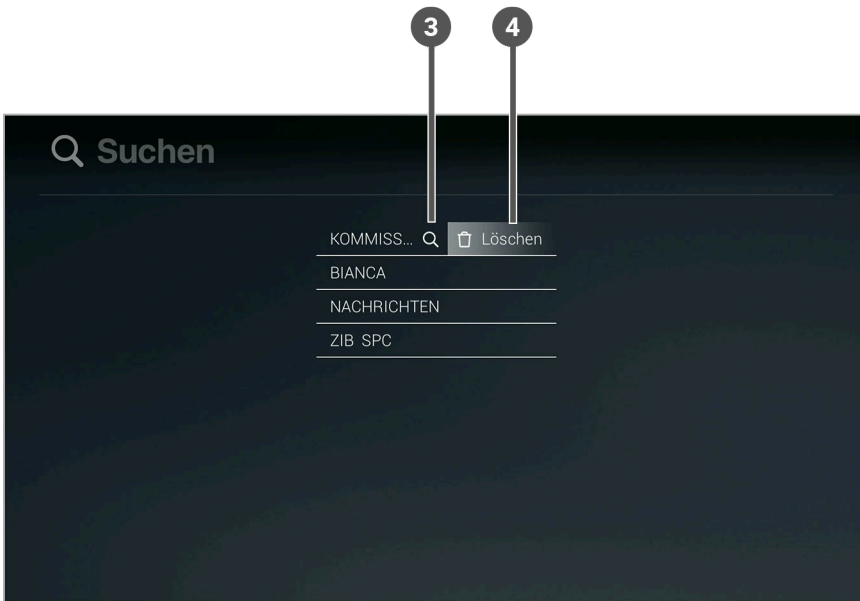 3 4
Suchen
KOMMISS... Löschen
BIANCA
NACHRICHTEN
ZIB SPC